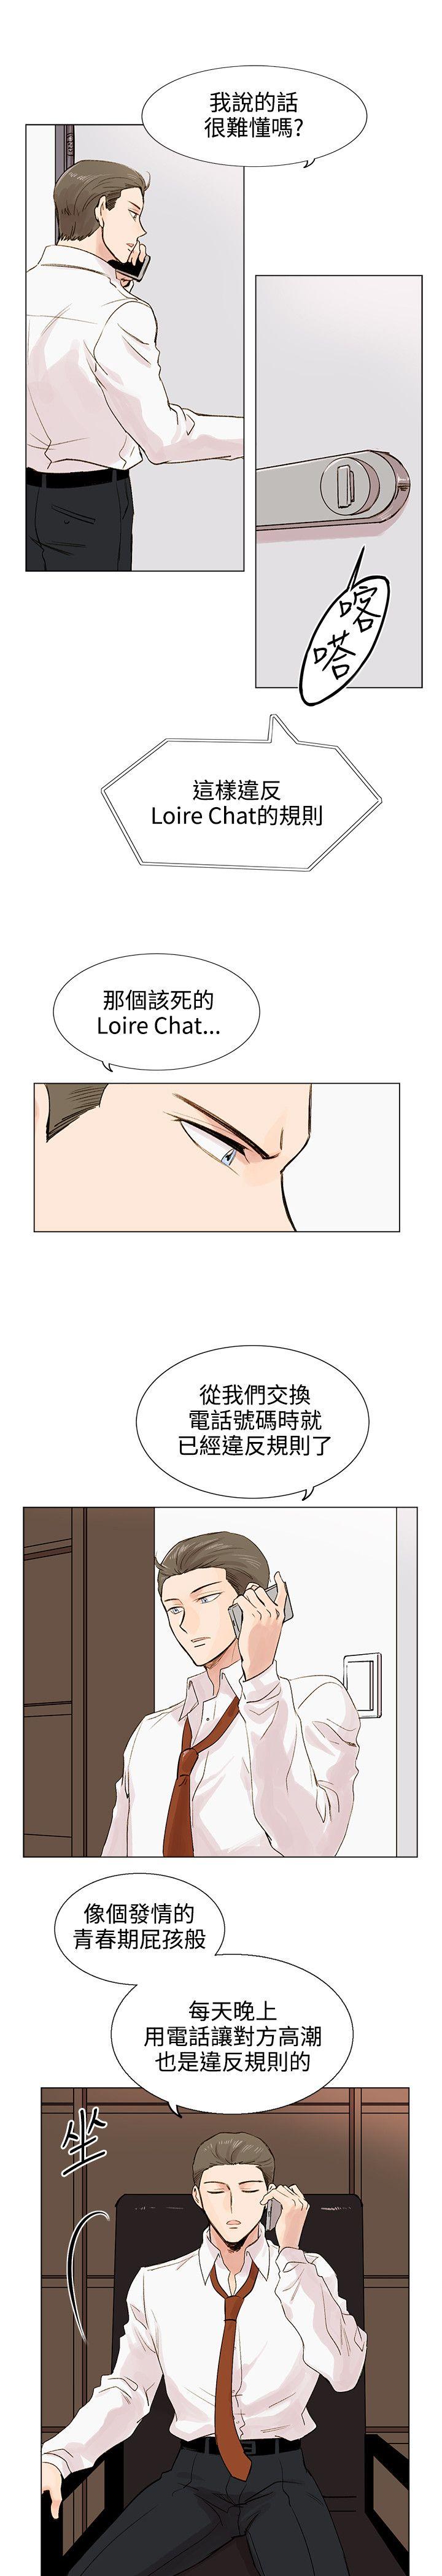 我說的話
很難懂嗎?
喀
嗒
這樣違反
Loire Chat的規則
那個該死的
Loire Chat...
從我們交換
電話號碼時就
已經違反規則了
像個發情的
青春期屁孩般
每天晚上
用電話讓對方高潮
也是違反規則的
坐